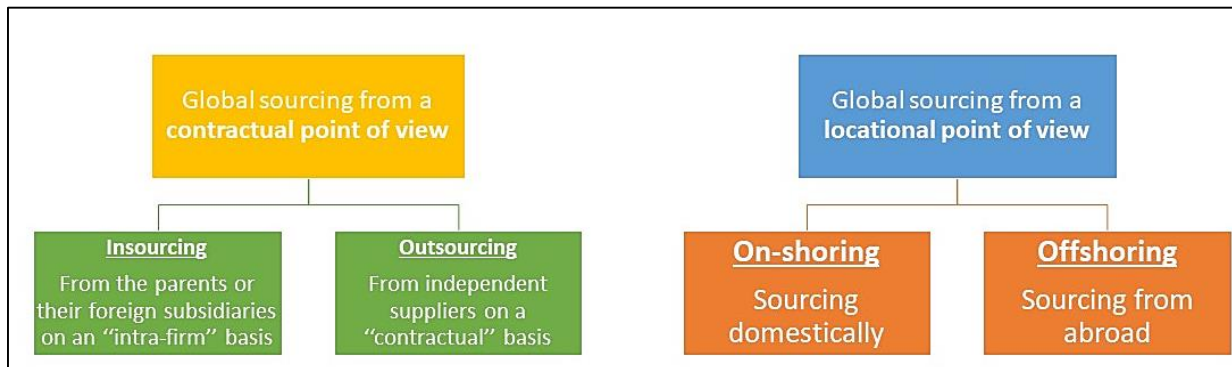 Global sourcing from a
contractual point of view
Insourcing
From the parents or
their foreign subsidiaries
on an “intra-firm” basis
Outsourcing
From independent
suppliers on a
“contractual” basis
Global sourcing from a
locational point of view
On-shoring
Sourcing
domestically
Offshoring
Sourcing from
abroad